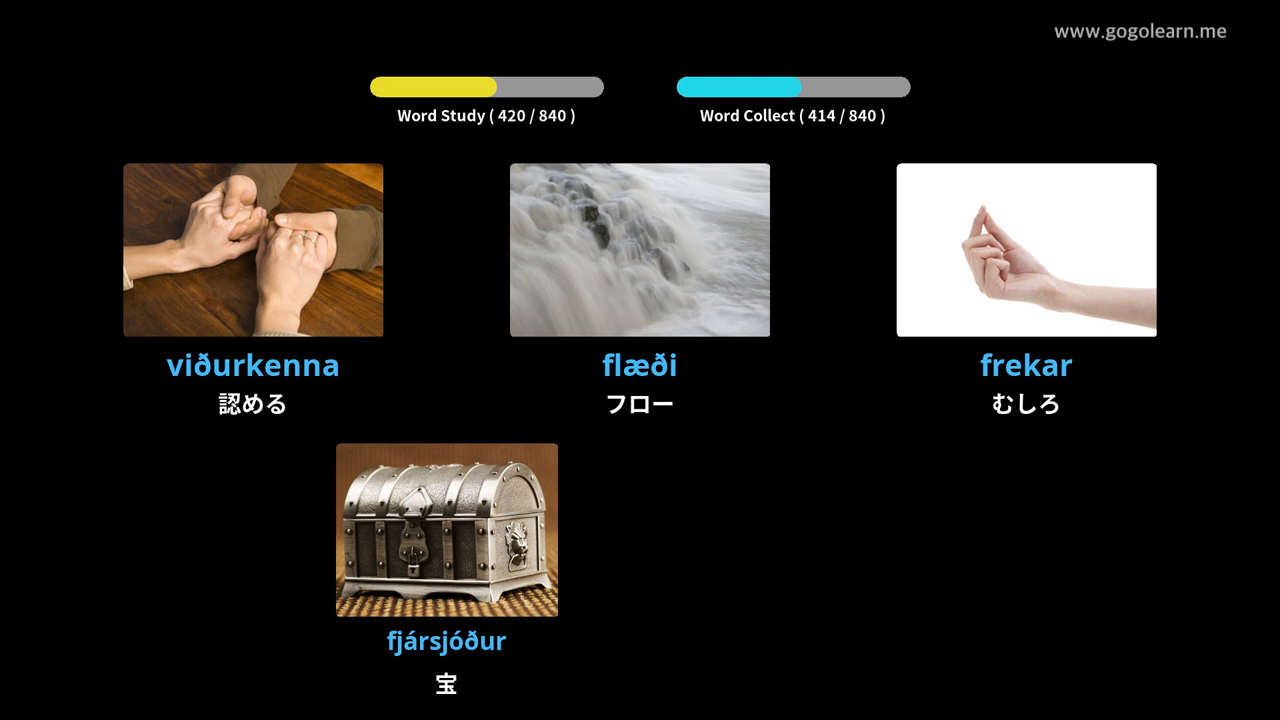 www.gogolearn.me
Word Study ( 420 / 840 )
Word Collect ( 414 / 840 )
viðurkenna
認める
flæði
フロー
frekar
むしろ
fjársjóður
宝